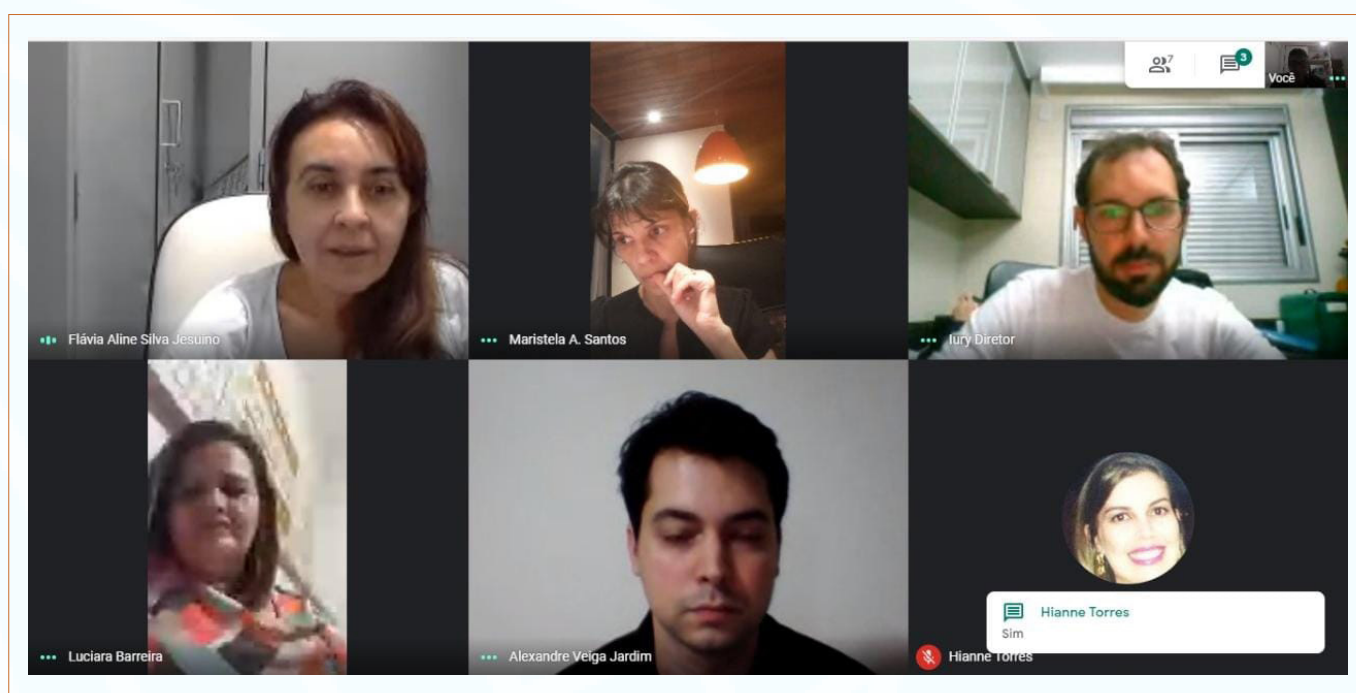 7
3
Você
Flávia Aline Silva Jesuino
Maristela A. Santos
Iury Diretor
Luciara Barreira
Alexandre Veiga Jardim
Hianne Torres
Sim
Hianne Torres